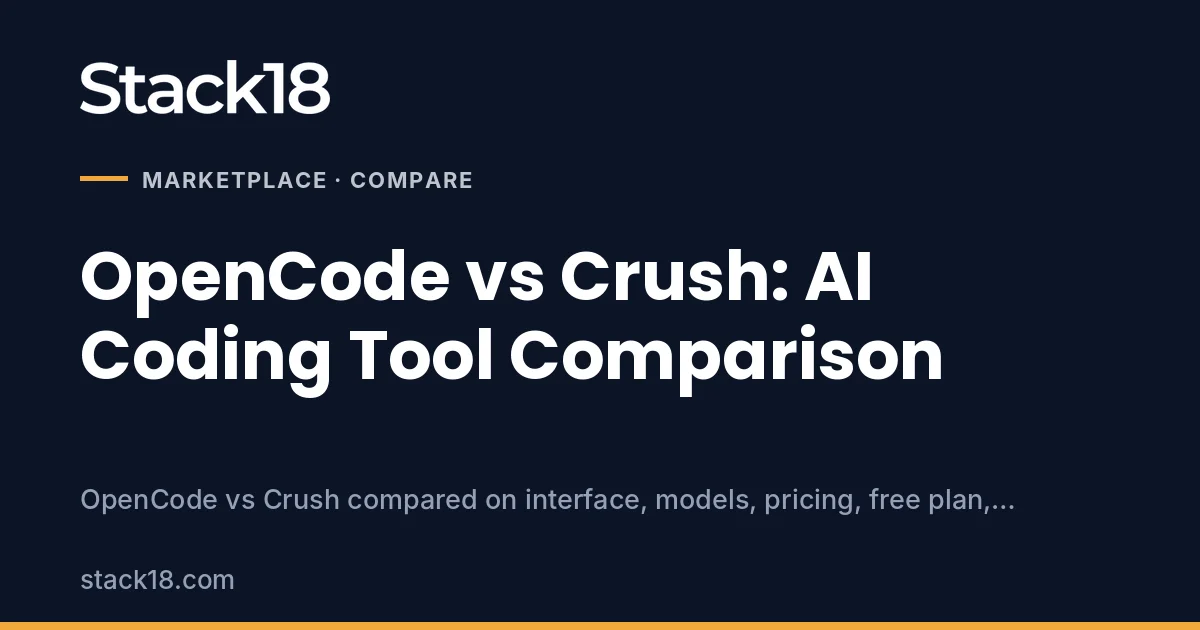 Stack18
MARKETPLACE · COMPARE
OpenCode vs Crush: AI
Coding Tool Comparison
OpenCode vs Crush compared on interface, models, pricing, free plan,...
stack18.com